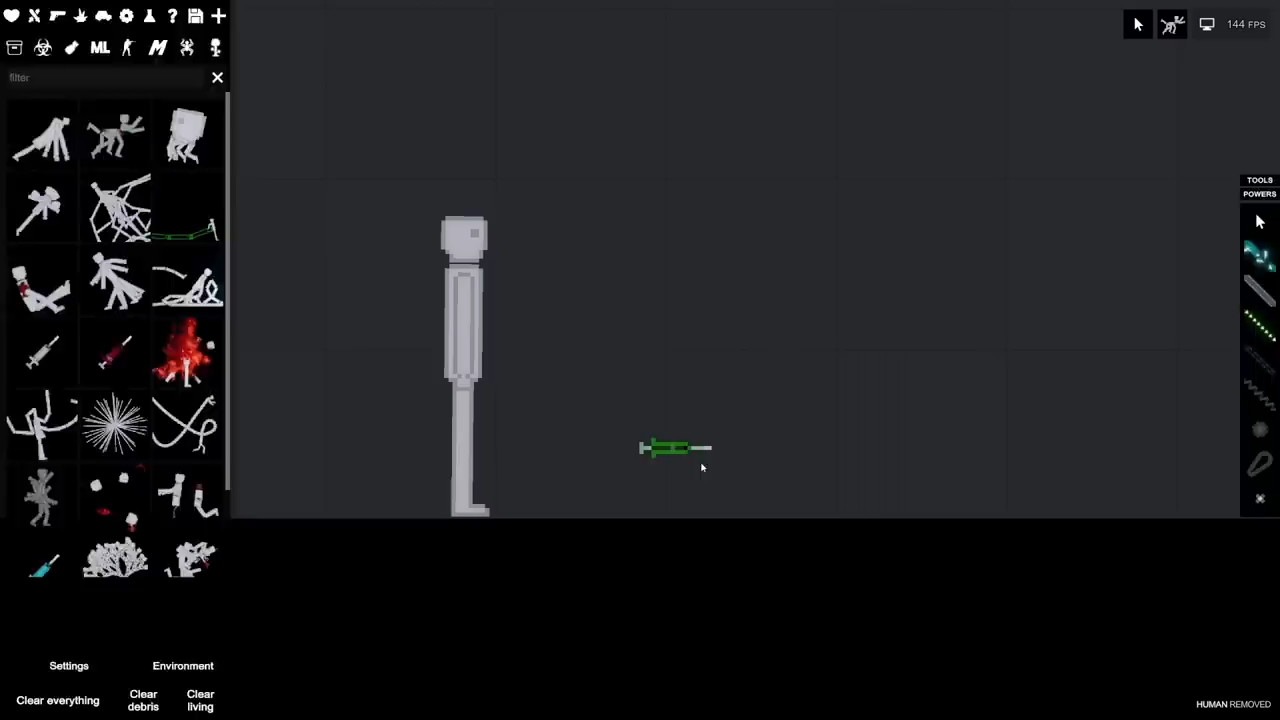 144 FPS
ML
filter
TOOLS
POWERS
Settings
Environment
Clear everything
Clear debris
Clear living
HUMAN REMOVED